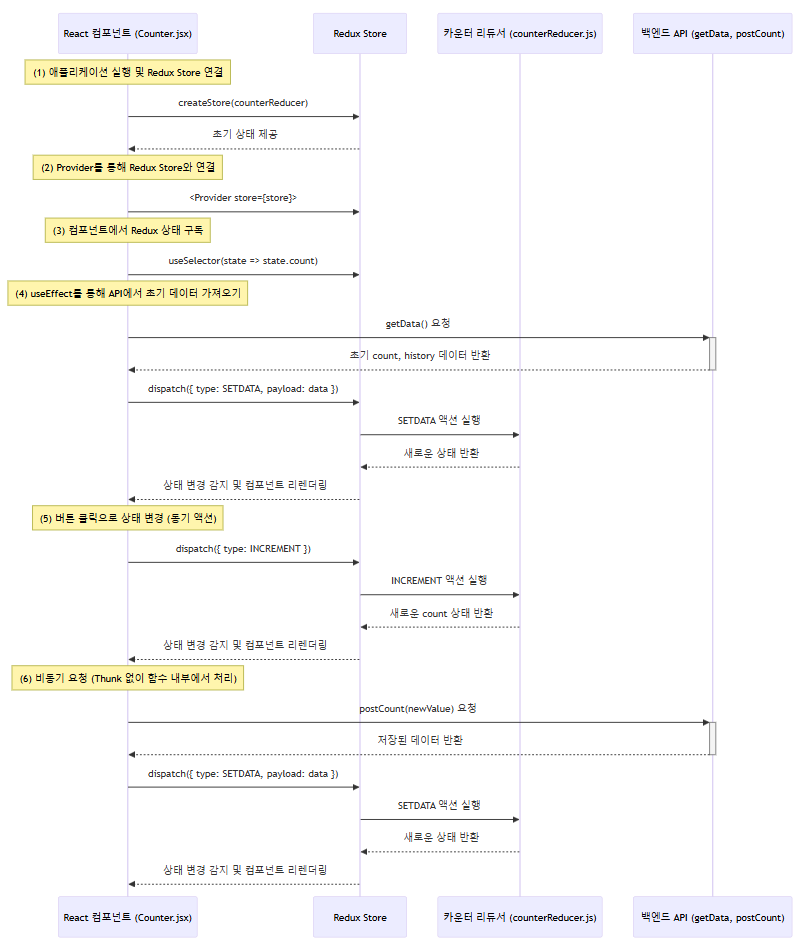 React 컴포넌트 (Counter.jsx)
Redux Store
카운터 리듀서 (counterReducer.js)
백엔드 API (getData, postCount)
(1) 애플리케이션 실행 및 Redux Store 연결
createStore(counterReducer)
초기 상태 제공
(2) Provider를 통해 Redux Store와 연결
<Provider store={store}>
(3) 컴포넌트에서 Redux 상태 구독
useSelector(state => state.count)
(4) useEffect를 통해 API에서 초기 데이터 가져오기
getData() 요청
초기 count, history 데이터 반환
dispatch({ type: SETDATA, payload: data })
SETDATA 액션 실행
새로운 상태 반환
상태 변경 감지 및 컴포넌트 리렌더링
(5) 버튼 클릭으로 상태 변경 (동기 액션)
dispatch({ type: INCREMENT })
INCREMENT 액션 실행
새로운 count 상태 반환
상태 변경 감지 및 컴포넌트 리렌더링
(6) 비동기 요청 (Thunk 없이 함수 내부에서 처리)
postCount(newValue) 요청
저장된 데이터 반환
dispatch({ type: SETDATA, payload: data })
SETDATA 액션 실행
새로운 상태 반환
상태 변경 감지 및 컴포넌트 리렌더링
React 컴포넌트 (Counter.jsx)
Redux Store
카운터 리듀서 (counterReducer.js)
백엔드 API (getData, postCount)